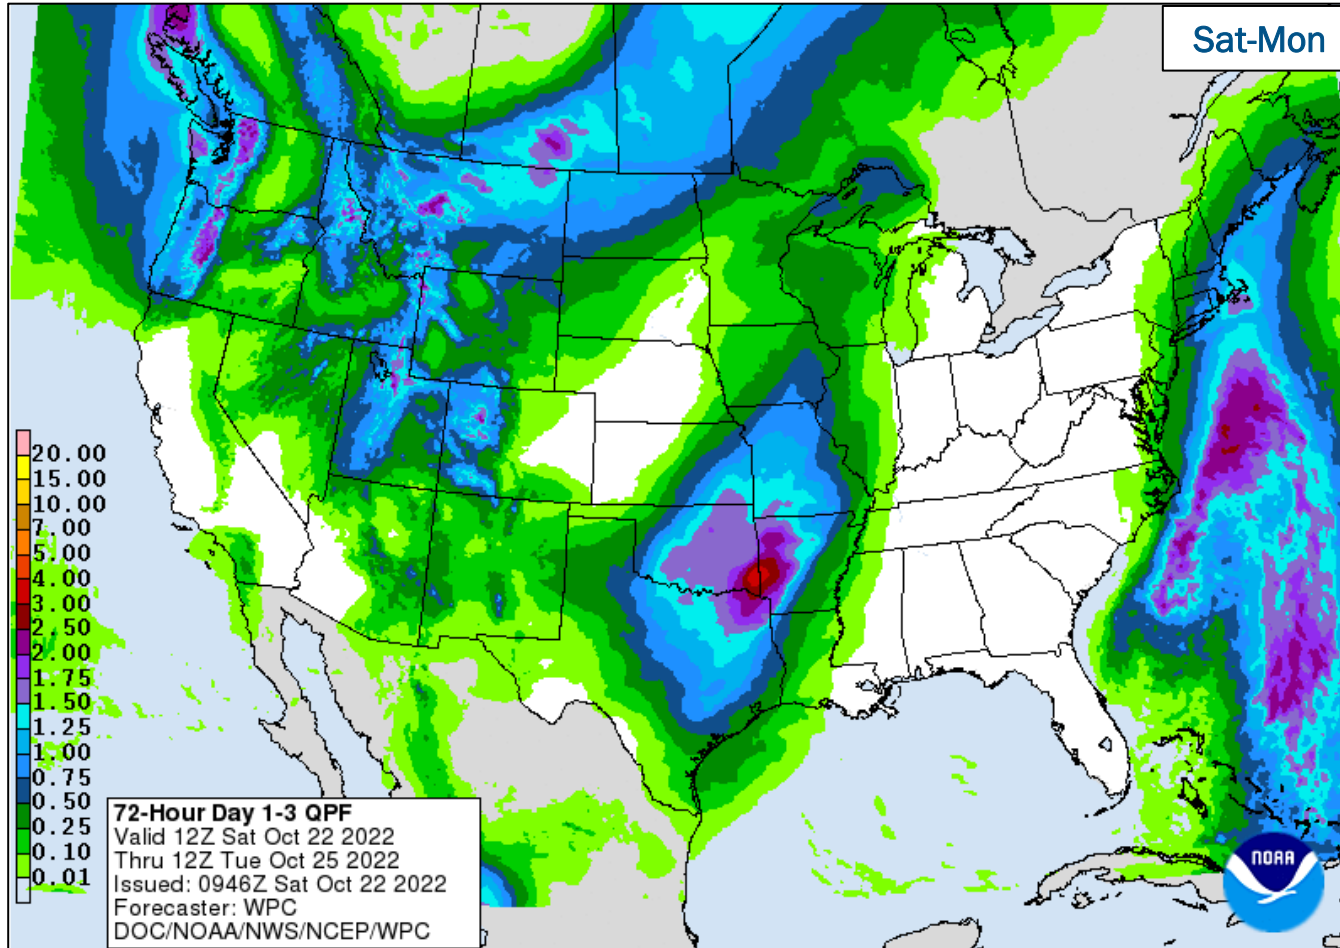 Sat-Mon
20.00
15.00
10.00
7.00
5.00
4.00
3.00
2.50
2.00
1.75
1.50
1.25
1.00
0.75
0.50
0.25
0.10
0.01
72-Hour Day 1-3 QPF
Valid 12Z Sat Oct 22 2022
Thru 12Z Tue Oct 25 2022
Issued: 0946Z Sat Oct 22 2022
Forecaster: WPC
DOC/NOAA/NWS/NCEP/WPC
NOAA